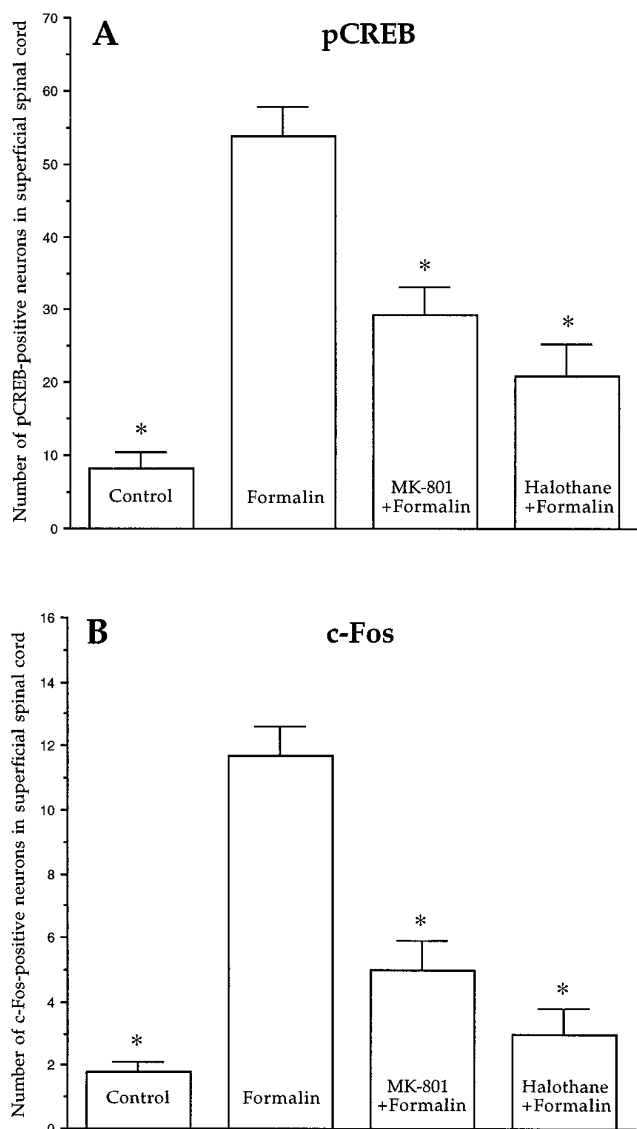 A
pCREB
Number of pCREB-positive neurons in superficial spinal cord
70
60
50
40
30
20
10
0
*
*
*
Control
Formalin
MK-801
+Formalin
Halothane
+Formalin
B
c-Fos
Number of c-Fos-positive neurons in superficial spinal cord
16
14
12
10
8
6
4
2
0
*
*
*
Control
Formalin
MK-801
+Formalin
Halothane
+Formalin